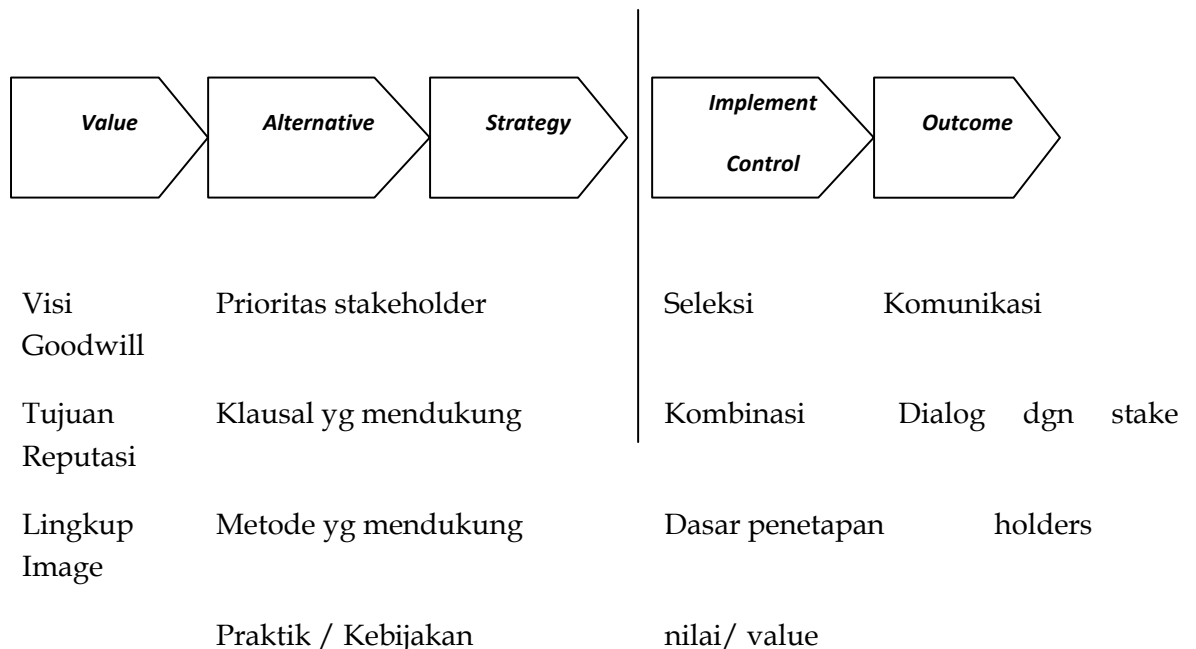 Value Alternative Strategy Implement Control Outcome
Visi Prioritas stakeholder Seleksi Komunikasi
Goodwill
Tujuan Klausal yg mendukung Kombinasi Dialog dgn stake
Reputasi
Lingkup Metode yg mendukung Dasar penetapan holders
Image
Praktik / Kebijakan nilai/ value